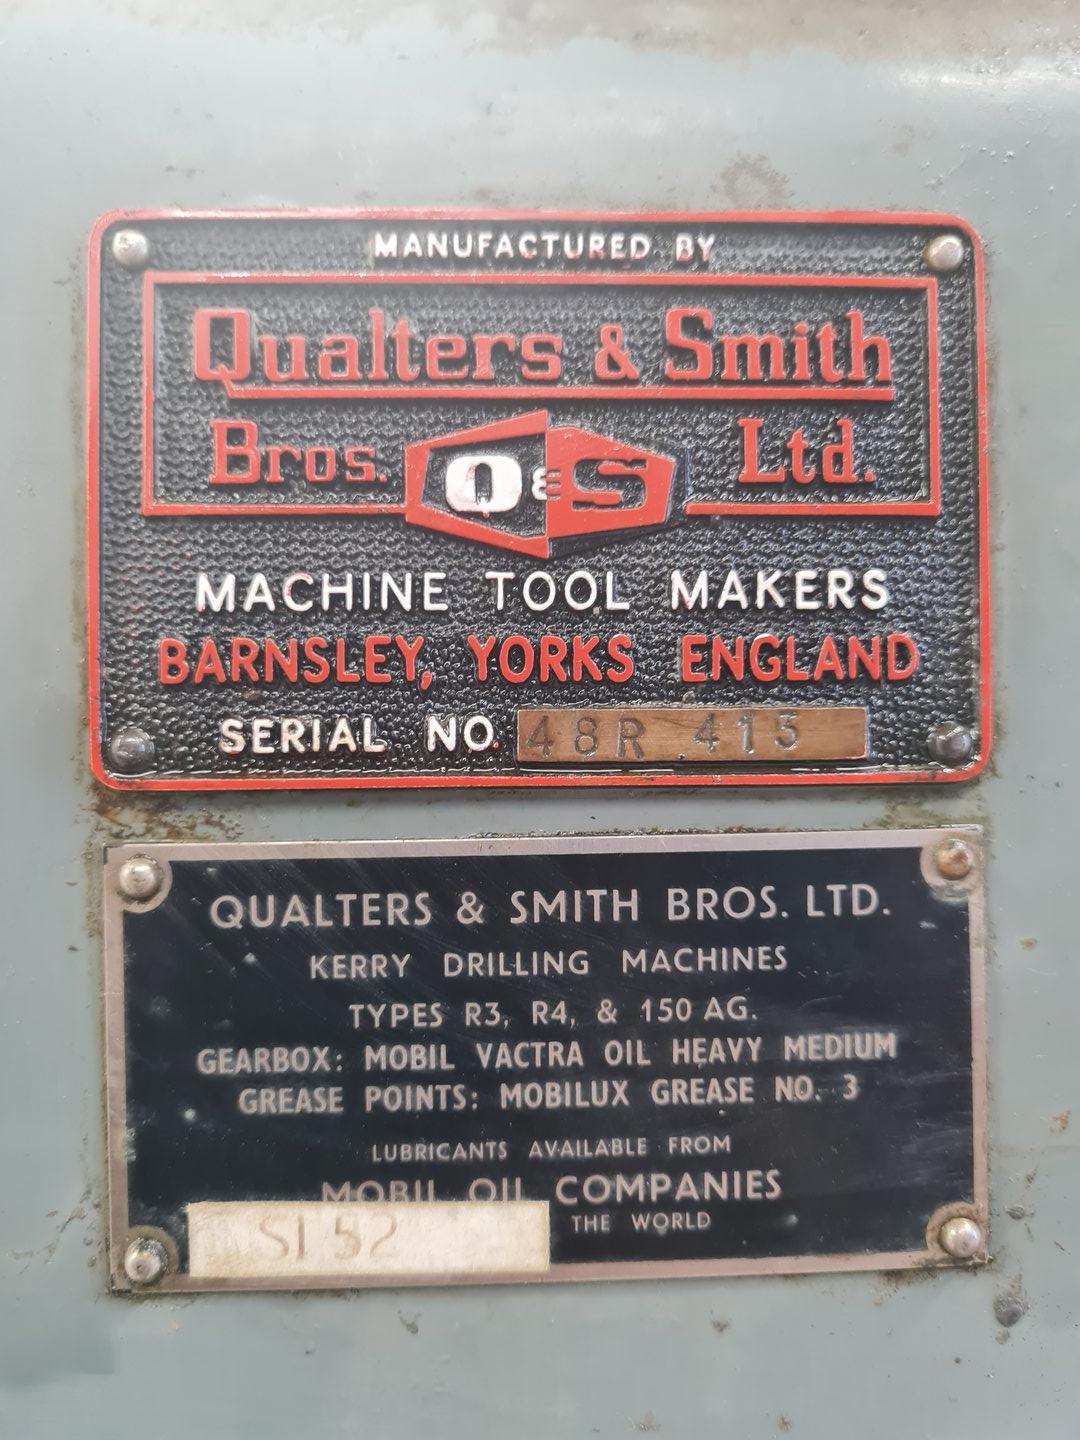 MANUFACTURED BY
Qualters & Smith
Bros. Q&S Ltd.
MACHINE TOOL MAKERS
BARNSLEY, YORKS ENGLAND
SERIAL NO. 48R 413
QUALTERS & SMITH BROS. LTD.
KERRY DRILLING MACHINES
TYPES R3, R4, & 150 AG.
GEARBOX: MOBIL VACTRA OIL HEAVY MEDIUM
GREASE POINTS: MOBILUX GREASE NO. 3
LUBRICANTS AVAILABLE FROM
MOBIL OIL COMPANIES
THE WORLD
SI 52